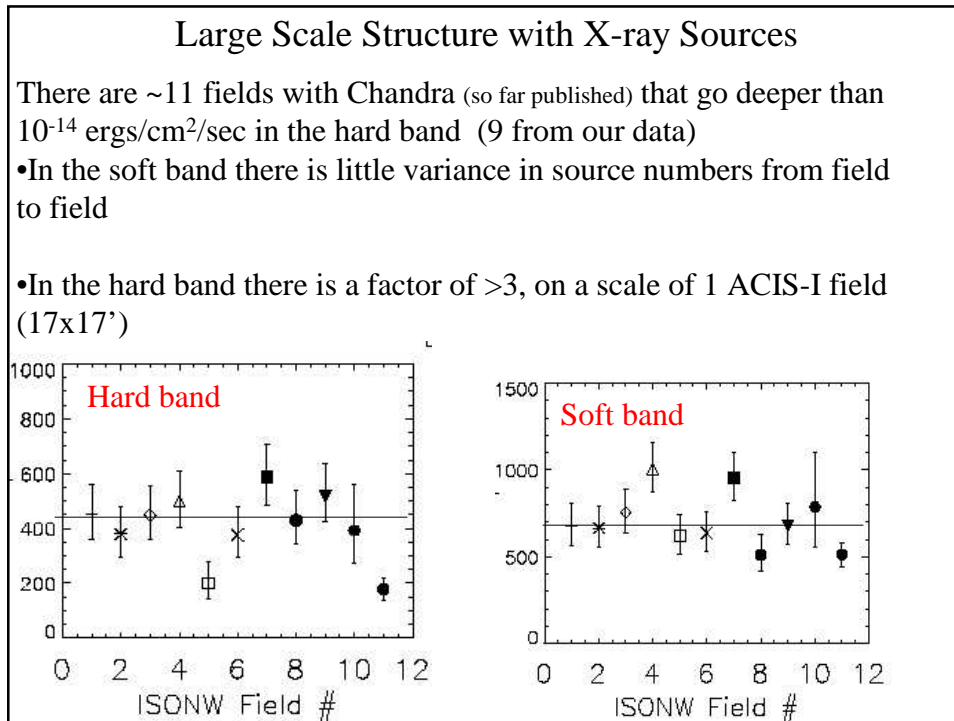 Large Scale Structure with X-ray Sources
There are ~11 fields with Chandra (so far published) that go deeper than
10-14 ergs/cm2/sec in the hard band (9 from our data)
•In the soft band there is little variance in source numbers from field
to field
•In the hard band there is a factor of >3, on a scale of 1 ACIS-I field
(17x17’)
Hard band
1000
800
600
400
200
0
0 2 4 6 8 10 12
ISONW Field #
Soft band
1500
1000
500
0
0 2 4 6 8 10 12
ISONW Field #